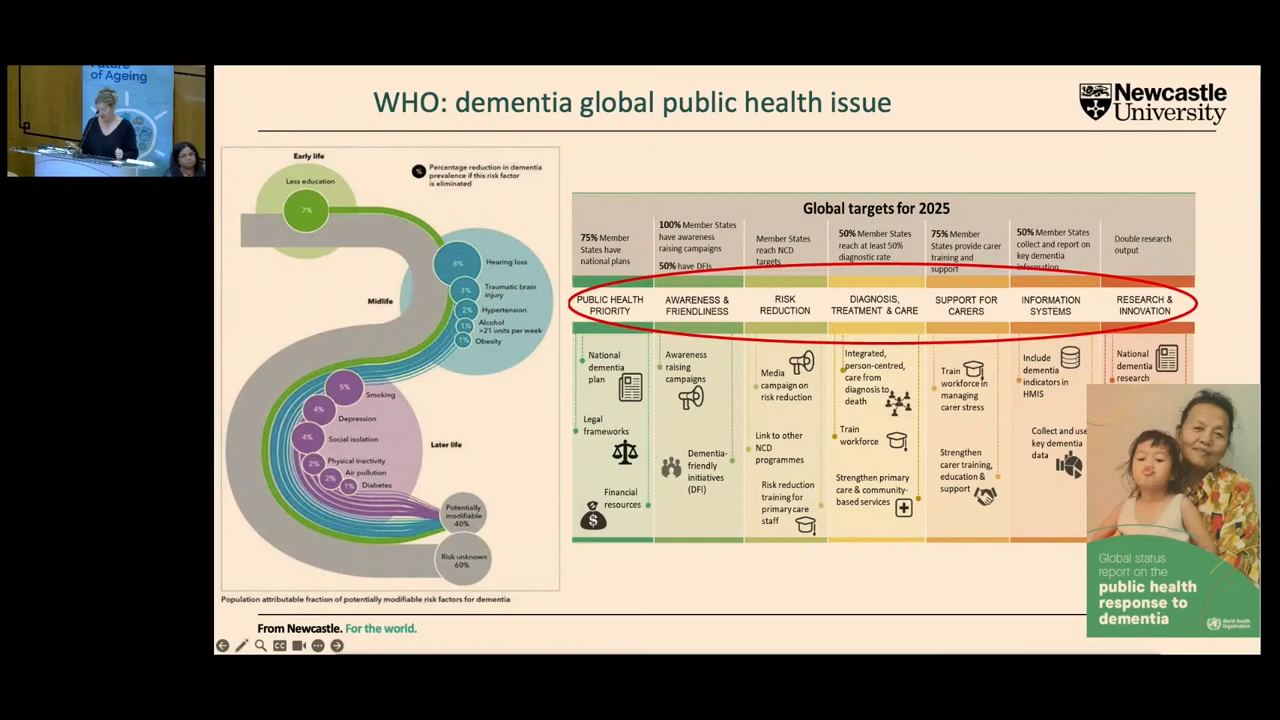 Future
of Ageing
WHO: dementia global public health issue
Newcastle
University
Early life
Less education
7%
%
Percentage reduction in dementia
prevalence if this risk factor
is eliminated
Midlife
8%
Hearing loss
3%
Traumatic brain
injury
2%
Hypertension
1%
Alcohol
>21 units per week
1%
Obesity
5%
Smoking
4%
Depression
4%
Social isolation
Later life
2%
Physical inactivity
2%
Air pollution
1%
Diabetes
Potentially
modifiable
40%
Risk unknown
60%
Population attributable fraction of potentially modifiable risk factors for dementia
Global targets for 2025
75% Member
States have
national plans
100% Member States
have awareness
raising campaigns
50% have DFIs
Member States
reach NCD
targets
50% Member States
reach at least 50%
diagnostic rate
75% Member
States provide carer
training and
support
50% Member States
collect and report on
key dementia
information
Double research
output
PUBLIC HEALTH
PRIORITY
AWARENESS &
FRIENDLINESS
RISK
REDUCTION
DIAGNOSIS,
TREATMENT & CARE
SUPPORT FOR
CARERS
INFORMATION
SYSTEMS
RESEARCH &
INNOVATION
National
dementia
plan
Legal
frameworks
Financial
resources
Awareness
raising
campaigns
Dementia-
friendly
initiatives
(DFI)
Media
campaign on
risk reduction
Link to other
NCD
programmes
Risk reduction
training for
primary care
staff
Integrated,
person-centred,
care from
diagnosis to
death
Train
workforce
Strengthen primary
care & community-
based services
Train
workforce in
managing
carer stress
Strengthen
carer training,
education &
support
Include
dementia
indicators in
HMIS
Collect and use
key dementia
data
National
dementia
research
Global status
report on the
public health
response to
dementia
World Health
Organization
From Newcastle. For the world.
CC